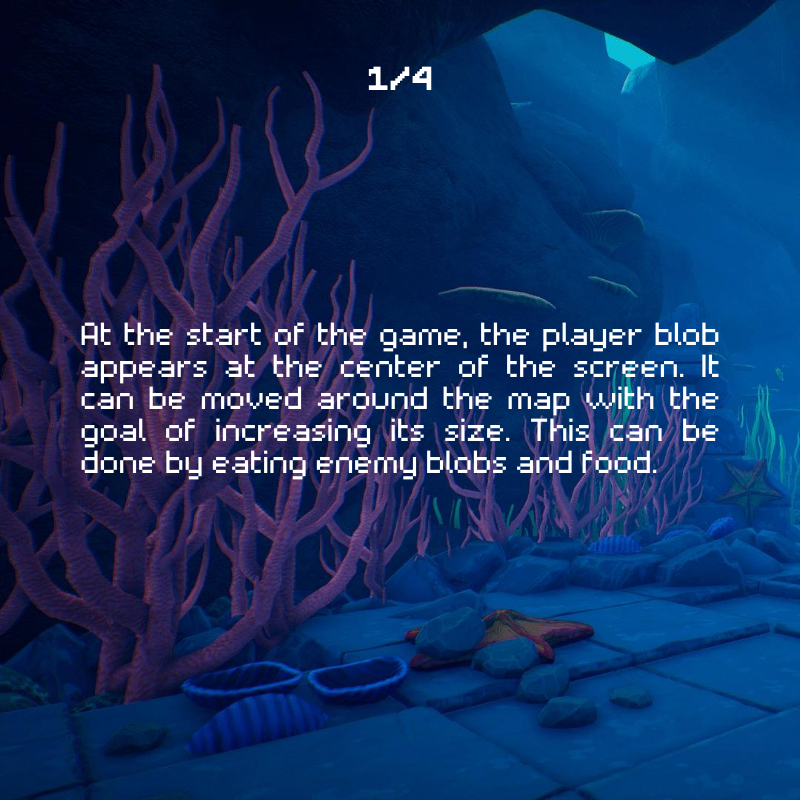 1/4
At the start of the game, the player blob
appears at the center of the screen. It
can be moved around the map with the
goal of increasing its size. This can be
done by eating enemy blobs and food.